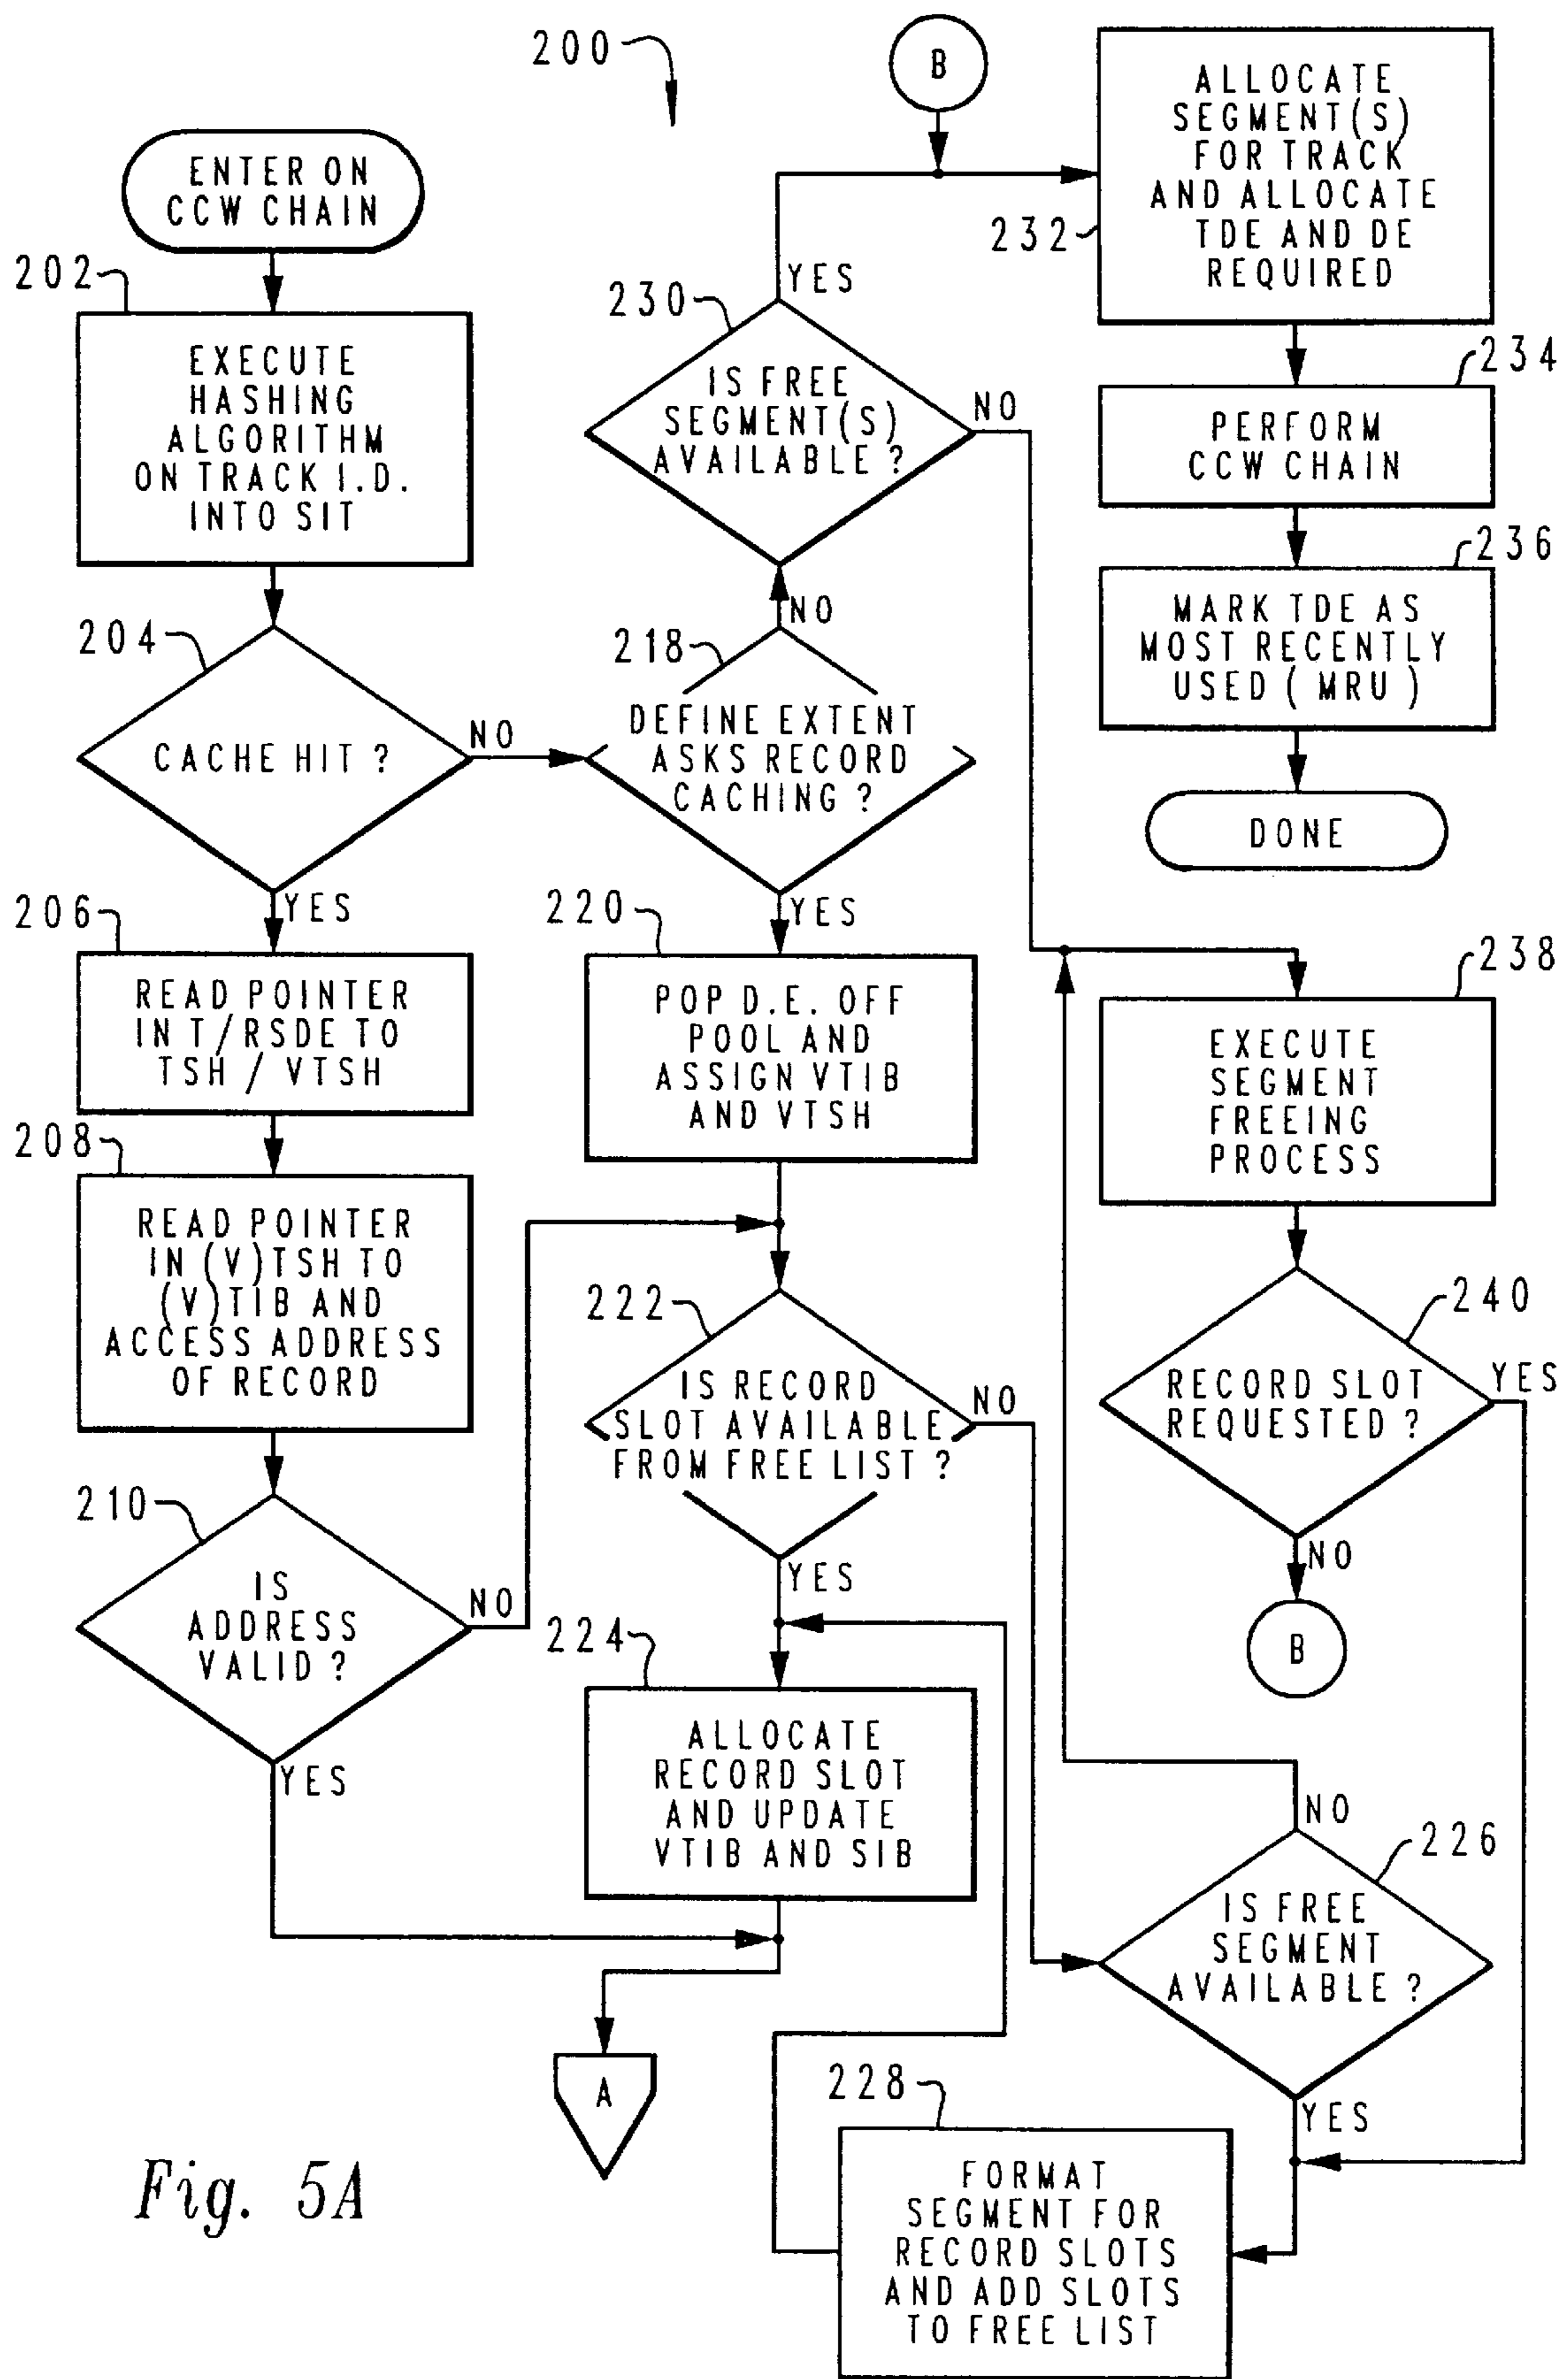 200
B
ENTER ON
CCW CHAIN
202
EXECUTE
HASHING
ALGORITHM
ON TRACK I.D.
INTO SIT
204
CACHE HIT ?
NO
YES
206
READ POINTER
IN T/RSDE TO
TSH / VTSH
208
READ POINTER
IN (V)TSH TO
(V)TIB AND
ACCESS ADDRESS
OF RECORD
210
IS
ADDRESS
VALID ?
NO
YES
230
IS FREE
SEGMENT(S)
AVAILABLE ?
YES
NO
218
NO
DEFINE EXTENT
ASKS RECORD
CACHING ?
YES
220
POP D.E. OFF
POOL AND
ASSIGN VTIB
AND VTSH
222
IS RECORD
SLOT AVAILABLE
FROM FREE LIST ?
NO
YES
224
ALLOCATE
RECORD SLOT
AND UPDATE
VTIB AND SIB
A
232
ALLOCATE
SEGMENT(S)
FOR TRACK
AND ALLOCATE
TDE AND DE
REQUIRED
234
PERFORM
CCW CHAIN
236
MARK TDE AS
MOST RECENTLY
USED ( MRU )
DONE
238
EXECUTE
SEGMENT
FREEING
PROCESS
240
RECORD SLOT
REQUESTED ?
YES
NO
B
NO
226
IS FREE
SEGMENT
AVAILABLE ?
YES
228
FORMAT
SEGMENT FOR
RECORD SLOTS
AND ADD SLOTS
TO FREE LIST
Fig. 5A